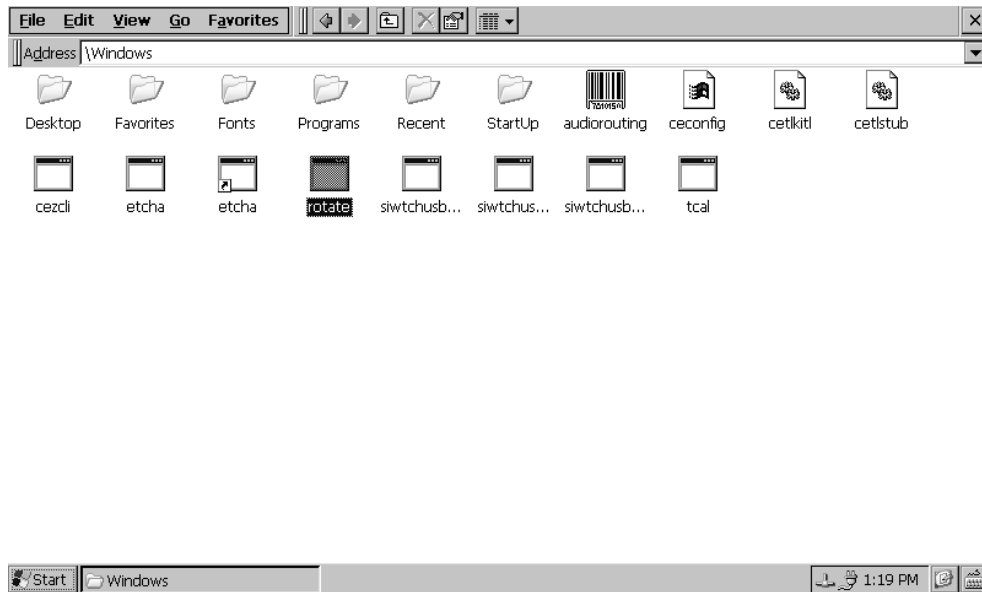 File Edit View Go Favorites
Address \Windows
Desktop Favorites Fonts Programs Recent StartUp audiorouting ceconfig cetlkitl cetlstub
cezcli etcha etcha rotate siwtchusb... siwtchus... siwtchusb... tcal
Start Windows 1:19 PM